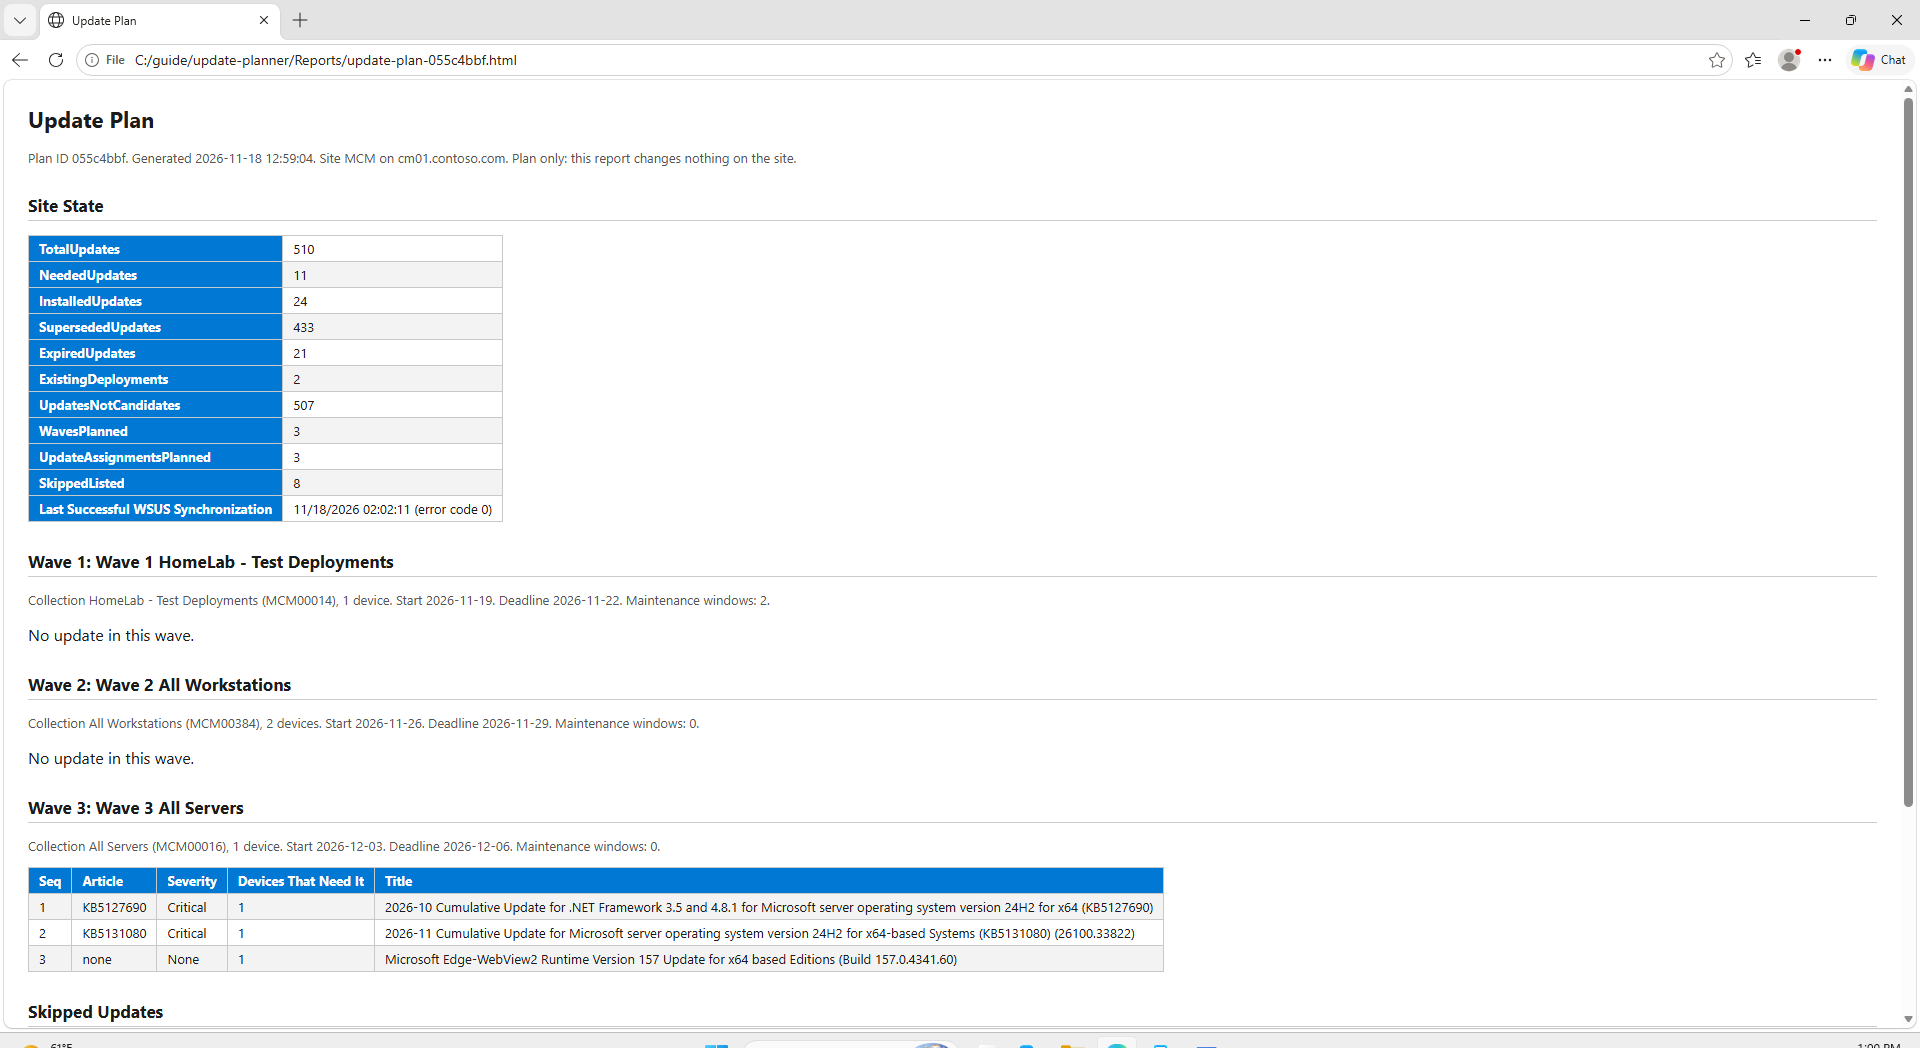 Update Plan
File C:/guide/update-planner/Reports/update-plan-055c4bbf.html
Chat
Update Plan
Plan ID 055c4bbf. Generated 2026-11-18 12:59:04. Site MCM on cm01.contoso.com. Plan only: this report changes nothing on the site.
Site State
TotalUpdates 510
NeededUpdates 11
InstalledUpdates 24
SupersededUpdates 433
ExpiredUpdates 21
ExistingDeployments 2
UpdatesNotCandidates 507
WavesPlanned 3
UpdateAssignmentsPlanned 3
SkippedListed 8
Last Successful WSUS Synchronization 11/18/2026 02:02:11 (error code 0)
Wave 1: Wave 1 HomeLab - Test Deployments
Collection HomeLab - Test Deployments (MCM00014), 1 device. Start 2026-11-19. Deadline 2026-11-22. Maintenance windows: 2.
No update in this wave.
Wave 2: Wave 2 All Workstations
Collection All Workstations (MCM00384), 2 devices. Start 2026-11-26. Deadline 2026-11-29. Maintenance windows: 0.
No update in this wave.
Wave 3: Wave 3 All Servers
Collection All Servers (MCM00016), 1 device. Start 2026-12-03. Deadline 2026-12-06. Maintenance windows: 0.
Seq Article Severity Devices That Need It Title
1 KB5127690 Critical 1 2026-10 Cumulative Update for .NET Framework 3.5 and 4.8.1 for Microsoft server operating system version 24H2 for x64 (KB5127690)
2 KB5131080 Critical 1 2026-11 Cumulative Update for Microsoft server operating system version 24H2 for x64-based Systems (KB5131080) (26100.33822)
3 none None 1 Microsoft Edge-WebView2 Runtime Version 157 Update for x64 based Editions (Build 157.0.4341.60)
Skipped Updates